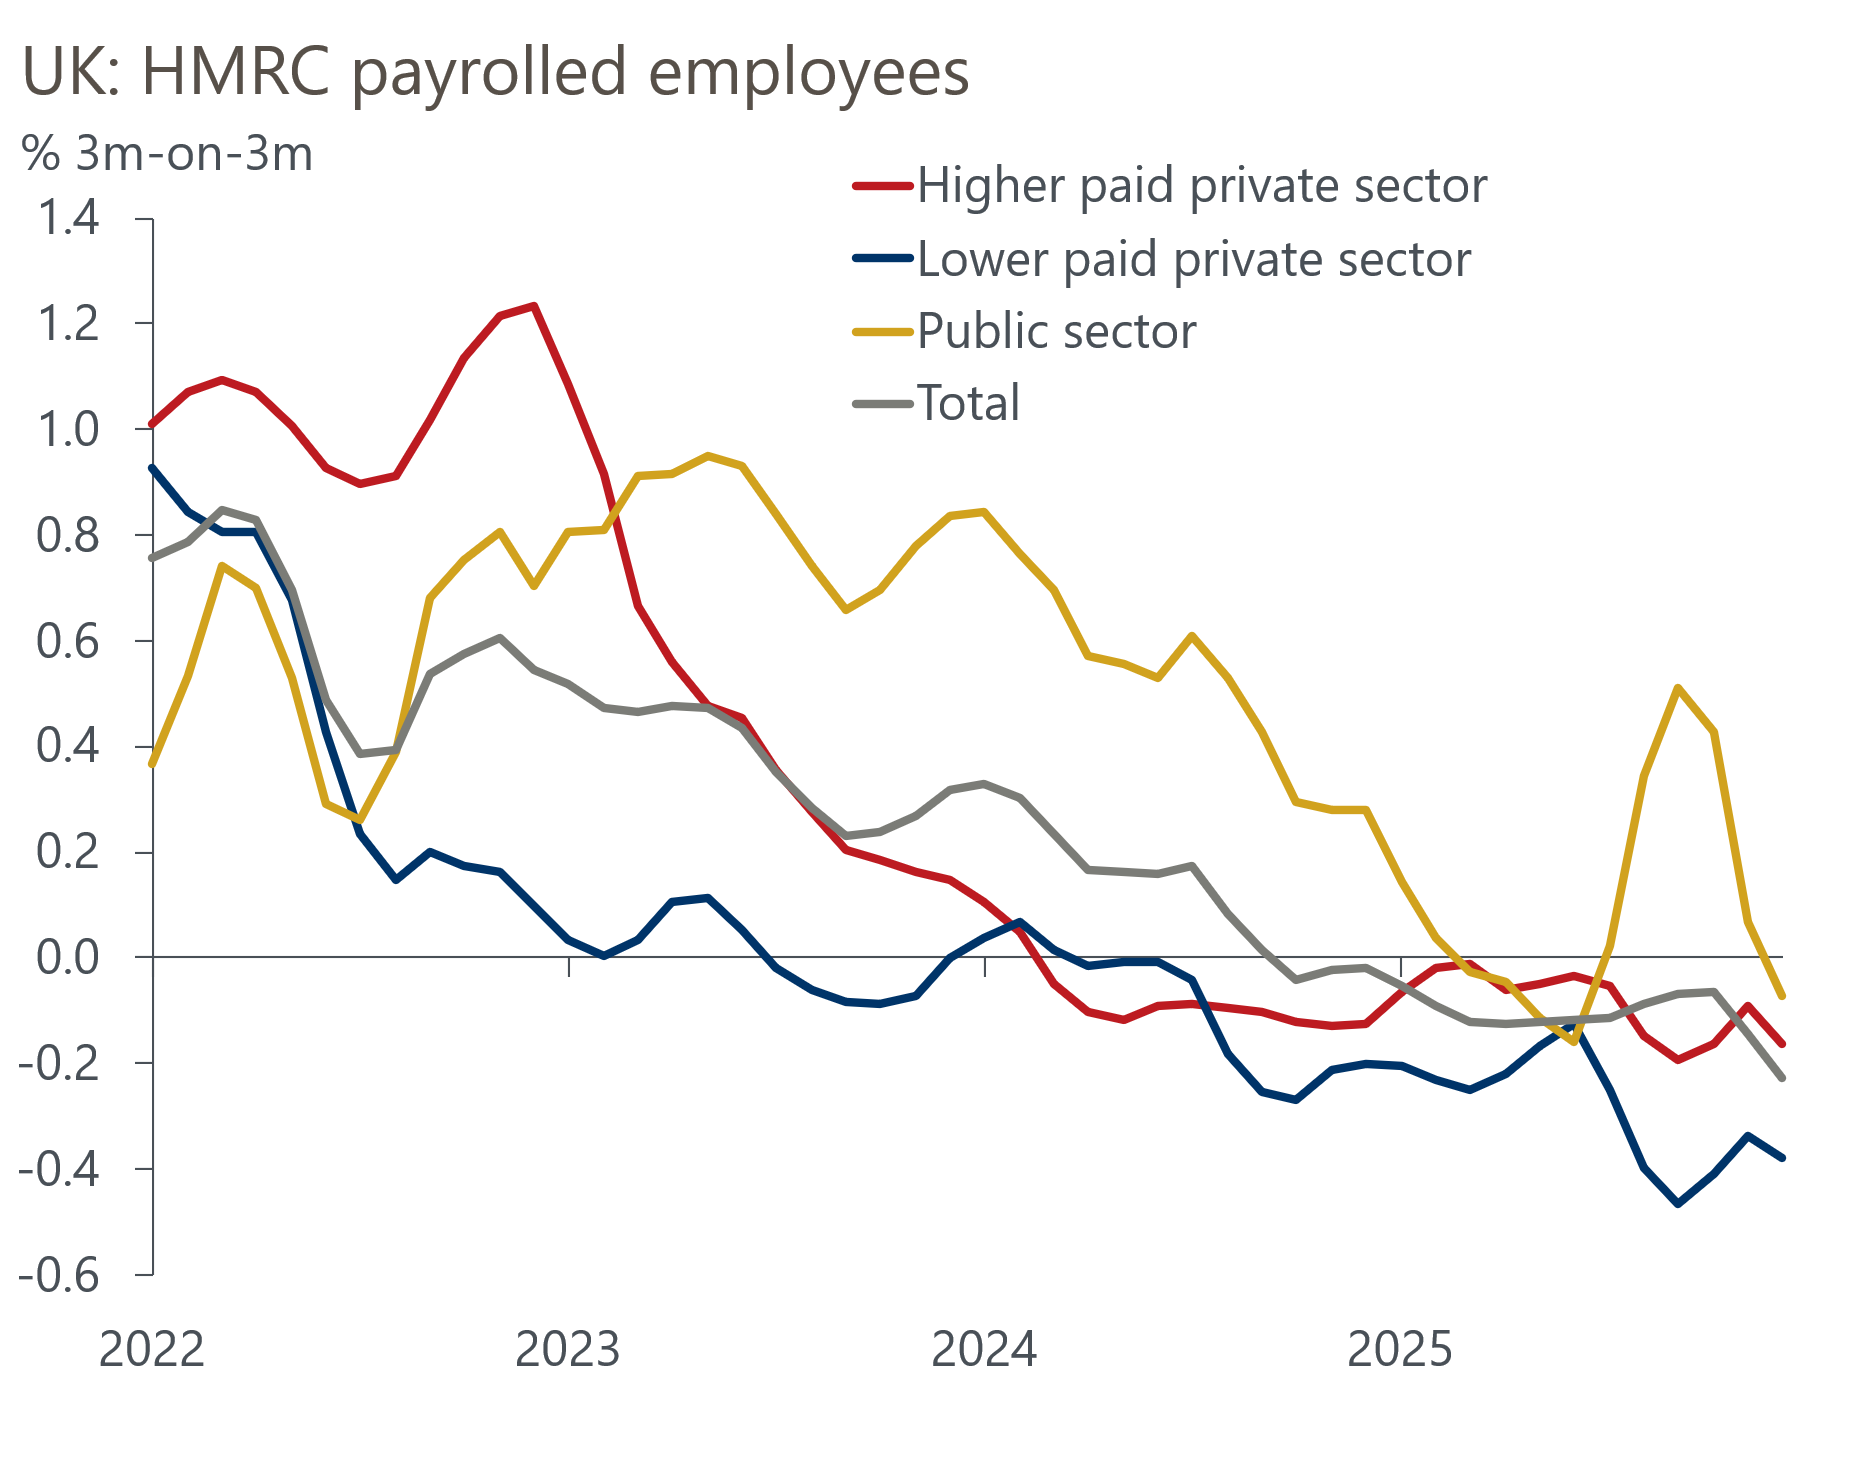 UK: HMRC payrolled employees
% 3m-on-3m
Higher paid private sector
Lower paid private sector
Public sector
Total
1.4
1.2
1.0
0.8
0.6
0.4
0.2
0.0
-0.2
-0.4
-0.6
2022 2023 2024 2025